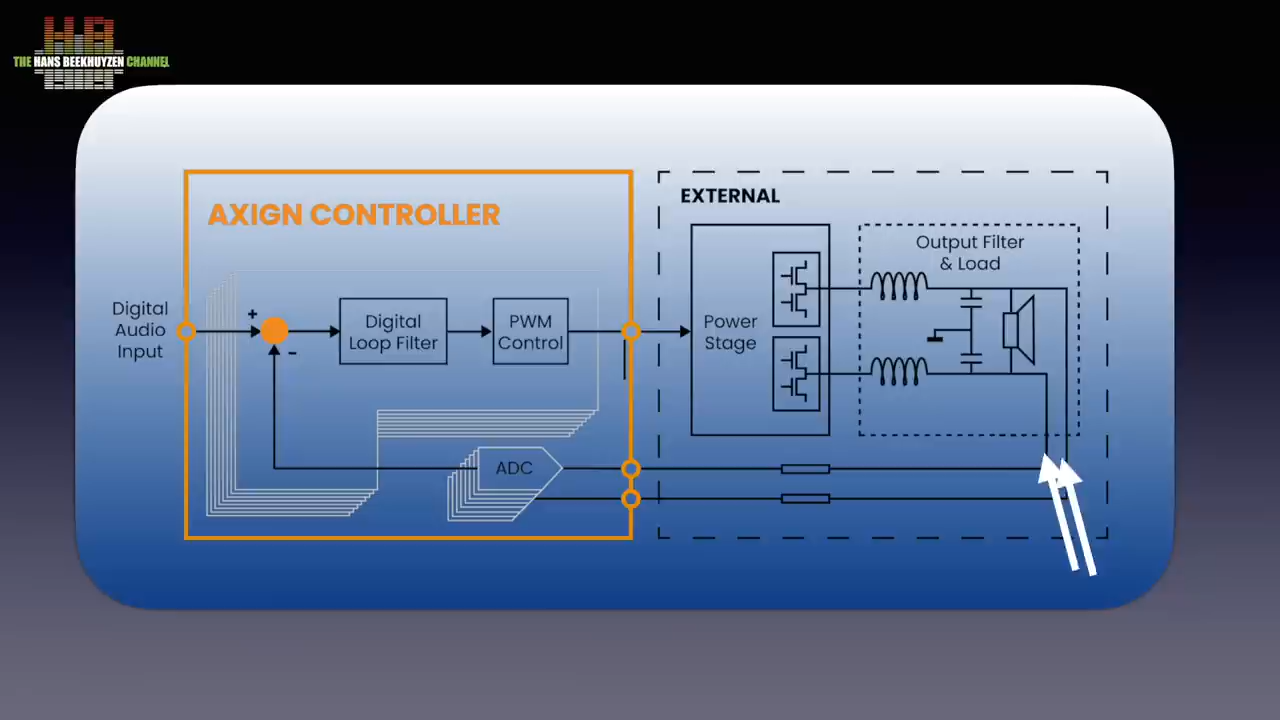 THE HANS BEEKHUYZEN CHANNEL
AXIGN CONTROLLER
EXTERNAL
Output Filter
& Load
Digital
Audio
Input
+
-
Digital
Loop Filter
PWM
Control
Power
Stage
ADC